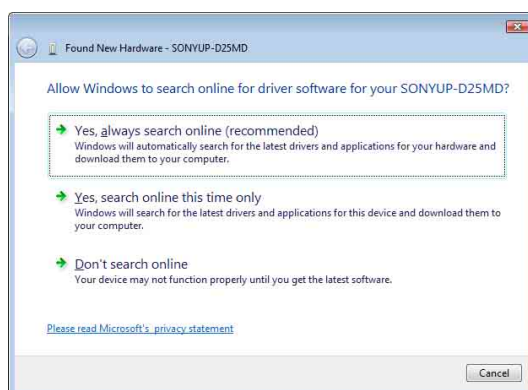 Found New Hardware - SONYUP-D25MD
Allow Windows to search online for driver software for your SONYUP-D25MD?
Yes, always search online (recommended)
Windows will automatically search for the latest drivers and applications for your hardware and
download them to your computer.
Yes, search online this time only
Windows will search for the latest drivers and applications for this device and download them to
your computer.
Don't search online
Your device may not function properly until you get the latest software.
Please read Microsoft's privacy statement
Cancel